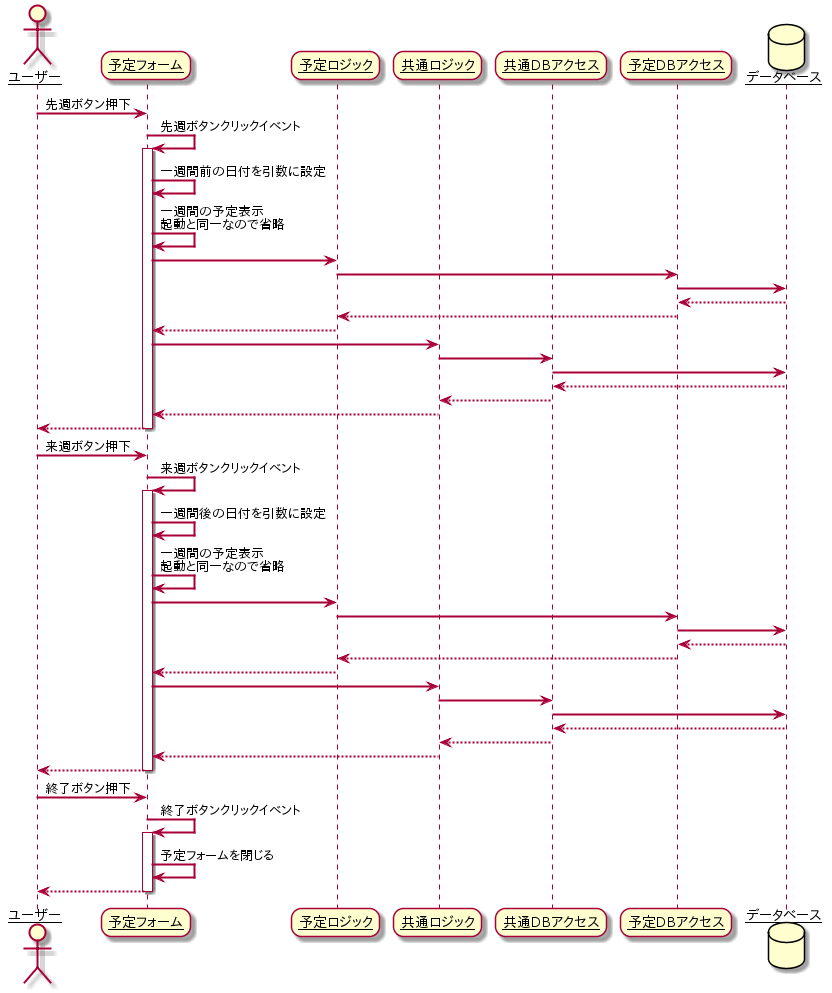 ユーザー
予定フォーム
予定ロジック
共通ロジック
共通DBアクセス
予定DBアクセス
データベース
先週ボタン押下
先週ボタンクリックイベント
一週間前の日付を引数に設定
一週間の予定表示
起動と同一なので省略
来週ボタン押下
来週ボタンクリックイベント
一週間後の日付を引数に設定
一週間の予定表示
起動と同一なので省略
終了ボタン押下
終了ボタンクリックイベント
予定フォームを閉じる
ユーザー
予定フォーム
予定ロジック
共通ロジック
共通DBアクセス
予定DBアクセス
データベース